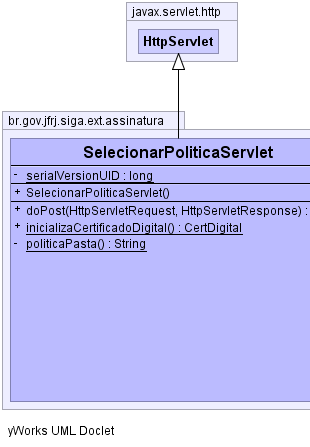 javax.servlet.http
HttpServlet
br.gov.jfrj.siga.ext.assinatura
SelecionarPoliticaServlet
- serialVersionUID : long
+ SelecionarPoliticaServlet()
+ doPost(HttpServletRequest, HttpServletResponse) :
+ inicializaCertificadoDigital() : CertDigital
- politicaPasta() : String
yWorks UML Doclet